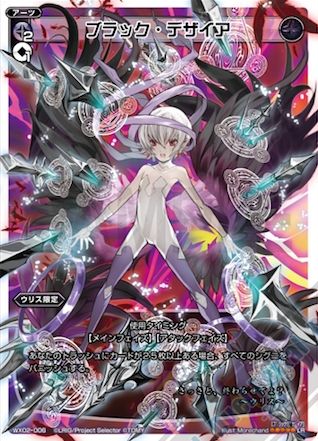 アーツ
ブラック・デザイア
2
ウリス限定
使用タイミング
【メインフェイズ】【アタックフェイズ】
あなたのトラッシュにカードが25枚以上ある場合、すべてのシグニを
バニッシュする。
さっさと、終わらせてよ？
～ウリス～
WX02-006 ©LRIG/Project Selector ©TOMY
Illust Morechand
LR